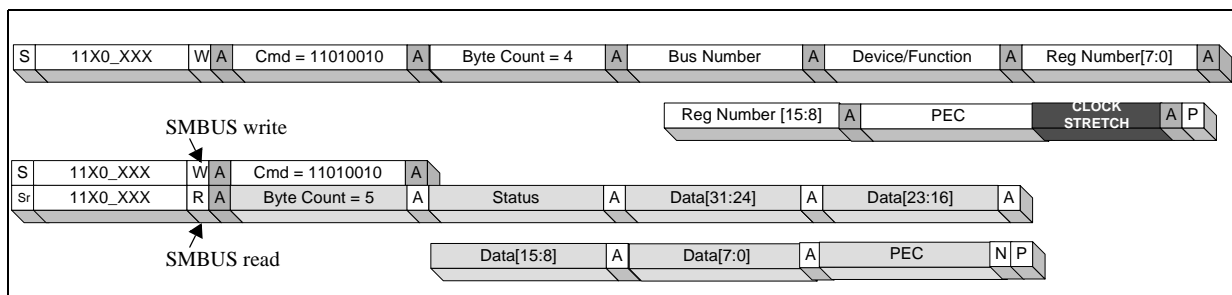 S 11X0_XXX W A Cmd = 11010010 A Byte Count = 4 A Bus Number A Device/Function A Reg Number[7:0] A
Reg Number [15:8] A PEC CLOCK STRETCH A P
SMBUS write
S 11X0_XXX W A Cmd = 11010010 A
Sr 11X0_XXX R A Byte Count = 5 A Status A Data[31:24] A Data[23:16] A
SMBUS read
Data[15:8] A Data[7:0] A PEC N P